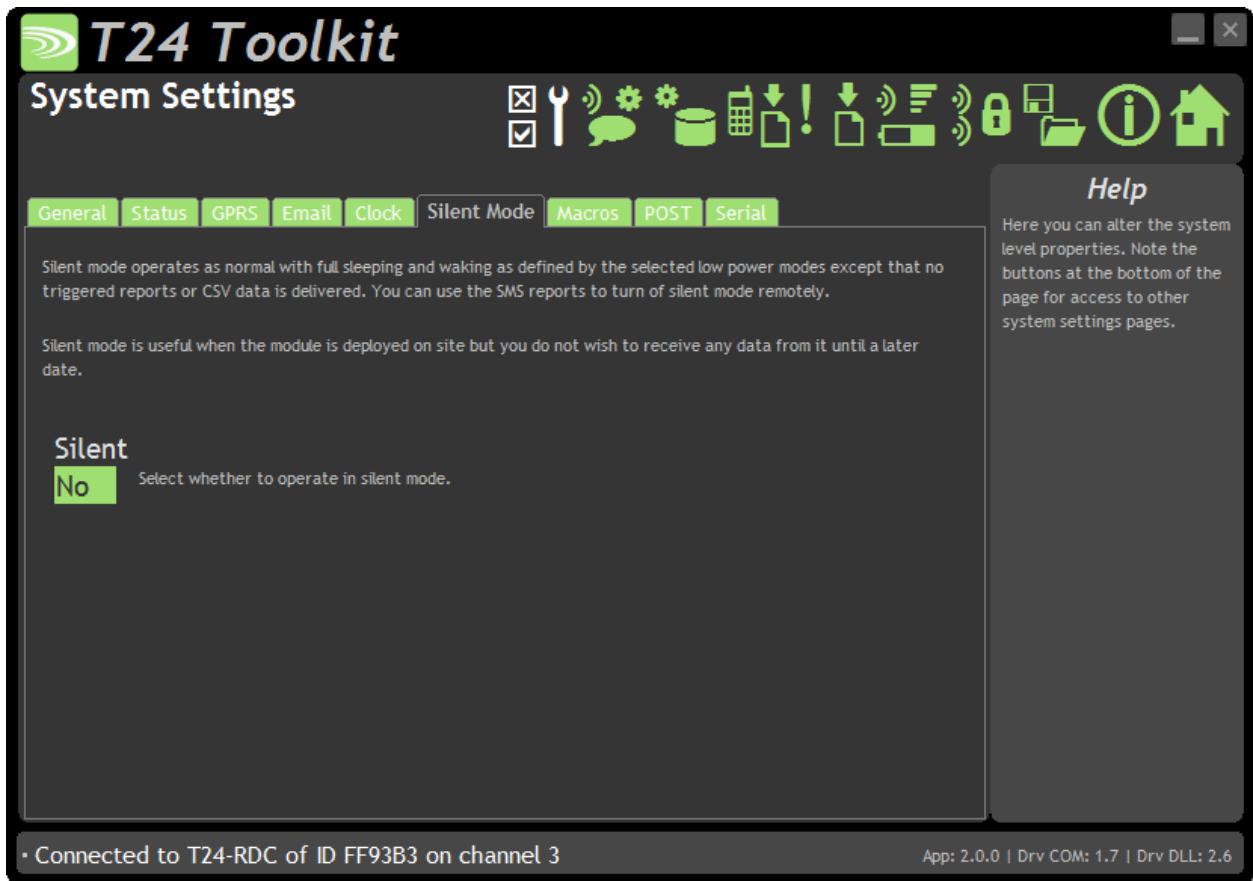 T24 Toolkit
System Settings
General Status GPRS Email Clock Silent Mode Macros POST Serial
Silent mode operates as normal with full sleeping and waking as defined by the selected low power modes except that no
triggered reports or CSV data is delivered. You can use the SMS reports to turn of silent mode remotely.
Silent mode is useful when the module is deployed on site but you do not wish to receive any data from it until a later
date.
Silent
No Select whether to operate in silent mode.
Help
Here you can alter the system
level properties. Note the
buttons at the bottom of the
page for access to other
system settings pages.
Connected to T24-RDC of ID FF93B3 on channel 3
App: 2.0.0 | Drv COM: 1.7 | Drv DLL: 2.6